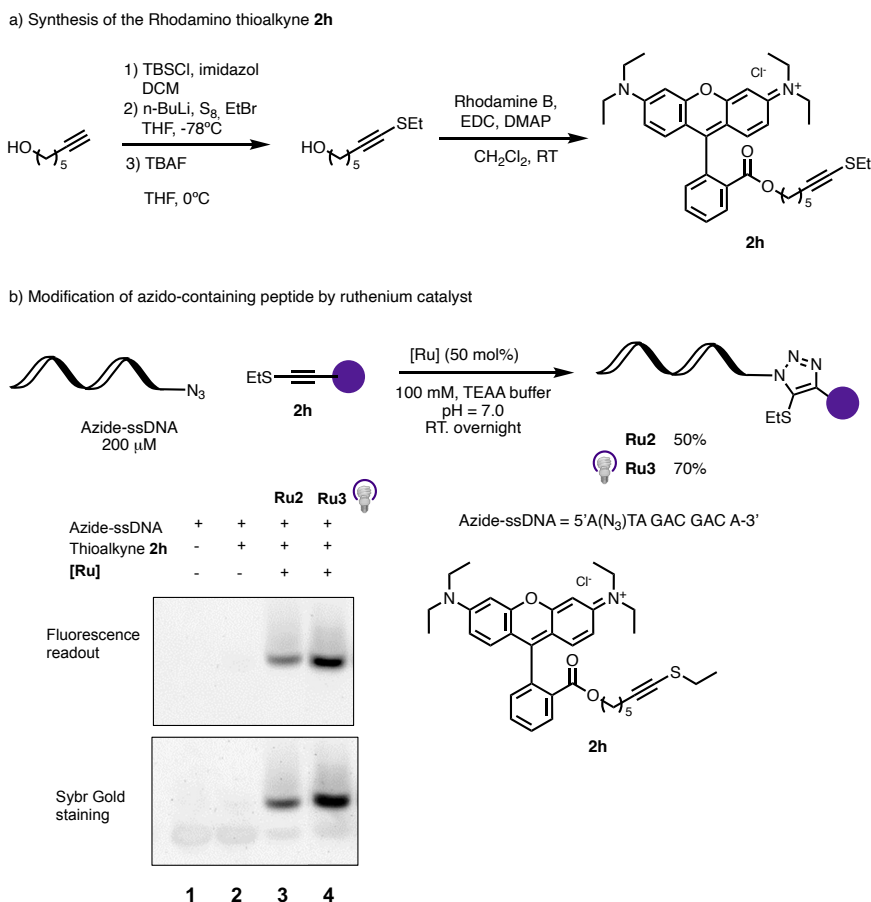 a) Synthesis of the Rhodamino thioalkyne 2h
1) TBSCl, imidazol
DCM
2) n-BuLi, S8, EtBr
THF, -78ºC
3) TBAF
THF, 0ºC
HO
5
HO
5
SEt
Rhodamine B,
EDC, DMAP
CH2Cl2, RT
N
O
Cl-
N+
O
O
5
SEt
2h
b) Modification of azido-containing peptide by ruthenium catalyst
N3
Azide-ssDNA
200 μM
EtS
2h
[Ru] (50 mol%)
100 mM, TEAA buffer
pH = 7.0
RT. overnight
N
N
N
EtS
Ru2 50%
Ru3 70%
Ru2 Ru3
Azide-ssDNA + + + +
Thioalkyne 2h - + + +
[Ru] - - + +
Azide-ssDNA = 5'A(N3)TA GAC GAC A-3'
Fluorescence
readout
Sybr Gold
staining
1 2 3 4
N
O
Cl-
N+
O
O
5
S
2h